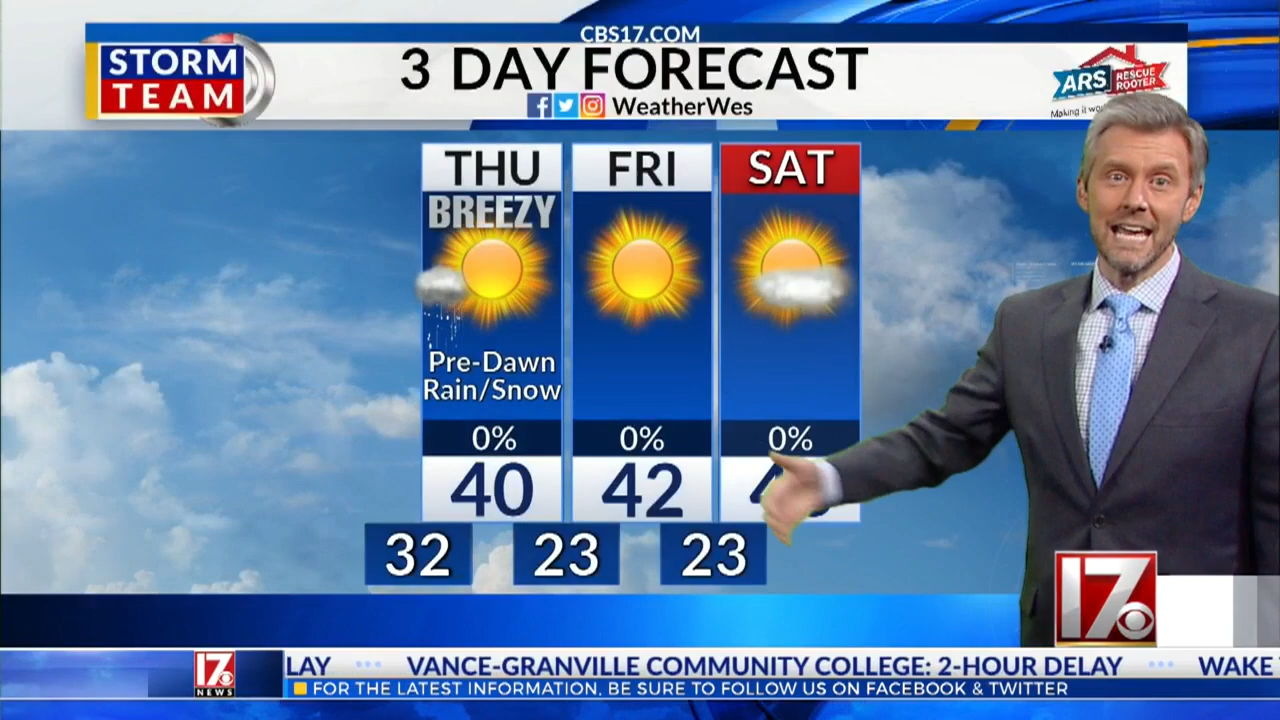 CBS17.COM
STORM
TEAM
3 DAY FORECAST
WeatherWes
ARS RESCUE
ROOTER
THU
BREEZY
Pre-Dawn
Rain/Snow
0%
40
FRI
0%
42
SAT
0%
32
23
23
17
LAY VANCE-GRANVILLE COMMUNITY COLLEGE: 2-HOUR DELAY WAKE
17
NEWS
FOR THE LATEST INFORMATION, BE SURE TO FOLLOW US ON FACEBOOK & TWITTER